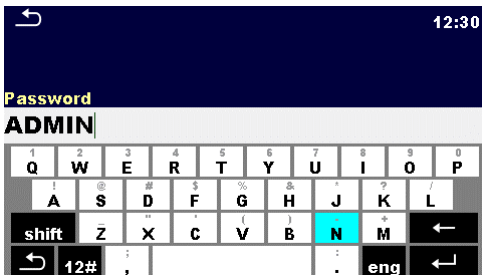 12:30
Password
ADMIN
1 2 3 4 5 6 7 8 9 0
Q W E R T Y U I O P
! @ # $ % & * ? /
A S D F G H J K L
- " ' ( ) - +
shift Z X C V B N M
; :
12# , . eng